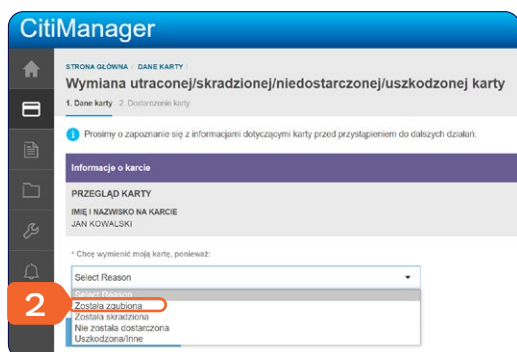 CitiManager
STRONA GŁÓWNA / DANE KARTY /
Wymiana utraconej/skradzionej/niedostarczonej/uszkodzonej karty
1. Dane karty 2. Dostarczenie karty
Prosimy o zapoznanie się z informacjami dotyczącymi karty przed przystąpieniem do dalszych działań.
Informacje o karcie
PRZEGLĄD KARTY
IMIĘ I NAZWISKO NA KARCIE
JAN KOWALSKI
* Chcę wymienić moją kartę, ponieważ:
Select Reason
Select Reason
2
Została zgubiona
Została skradziona
Nie została dostarczona
Uszkodzona/Inne